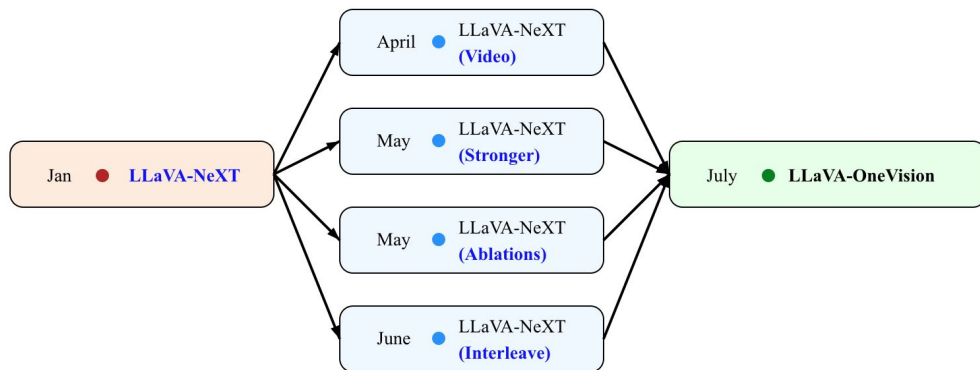 Jan LLaVA-NeXT
April LLaVA-NeXT
(Video)
May LLaVA-NeXT
(Stronger)
May LLaVA-NeXT
(Ablations)
June LLaVA-NeXT
(Interleave)
July LLaVA-OneVision